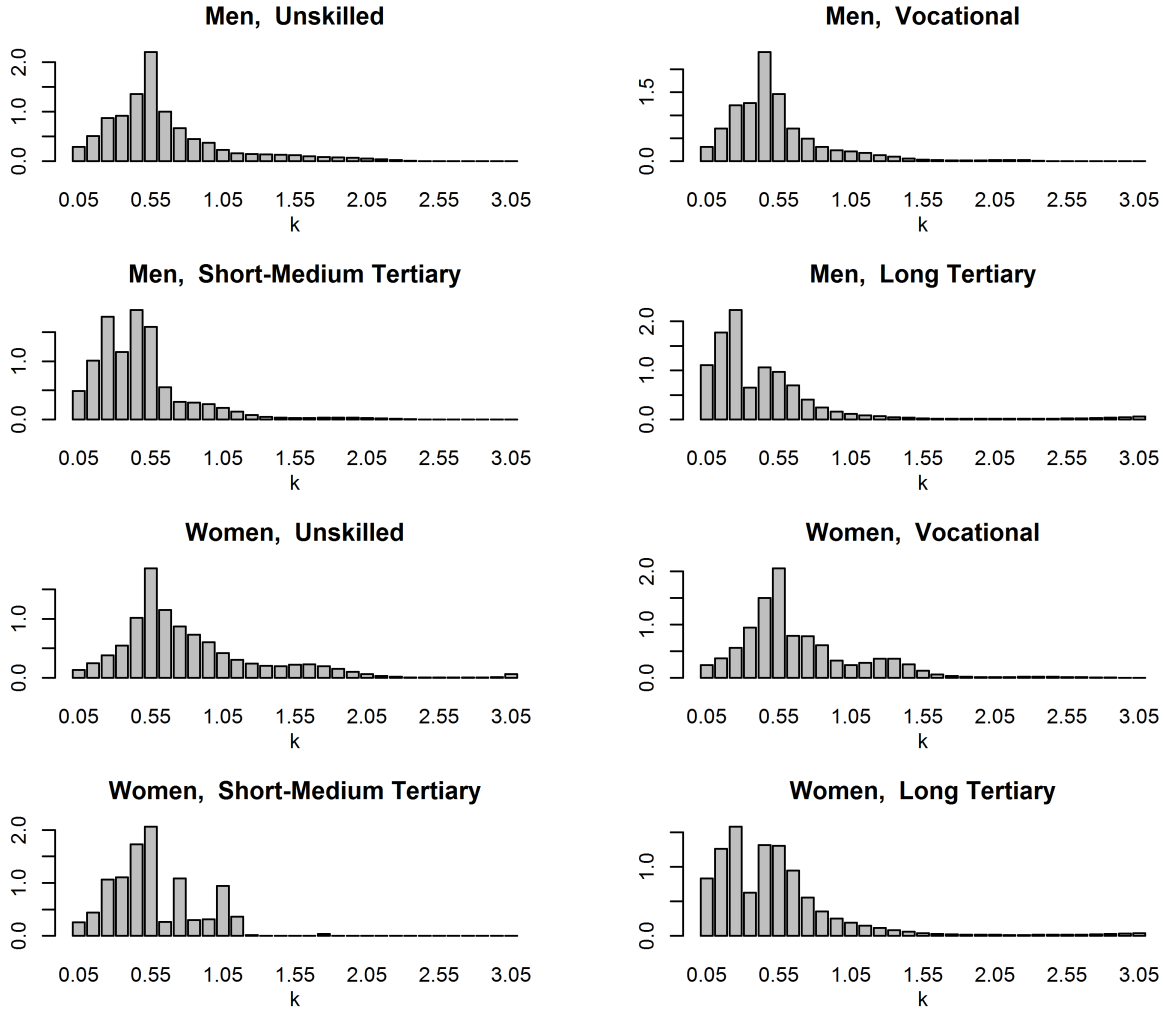 Men,  Unskilled
0.0 1.0 2.0
0.05 0.55 1.05 1.55 2.05 2.55 3.05
k
Men,  Vocational
0.0 1.5
0.05 0.55 1.05 1.55 2.05 2.55 3.05
k
Men,  Short-Medium Tertiary
0.0 1.0
0.05 0.55 1.05 1.55 2.05 2.55 3.05
k
Men,  Long Tertiary
0.0 1.0 2.0
0.05 0.55 1.05 1.55 2.05 2.55 3.05
k
Women,  Unskilled
0.0 1.0
0.05 0.55 1.05 1.55 2.05 2.55 3.05
k
Women,  Vocational
0.0 1.0 2.0
0.05 0.55 1.05 1.55 2.05 2.55 3.05
k
Women,  Short-Medium Tertiary
0.0 1.0 2.0
0.05 0.55 1.05 1.55 2.05 2.55 3.05
k
Women,  Long Tertiary
0.0 1.0
0.05 0.55 1.05 1.55 2.05 2.55 3.05
k